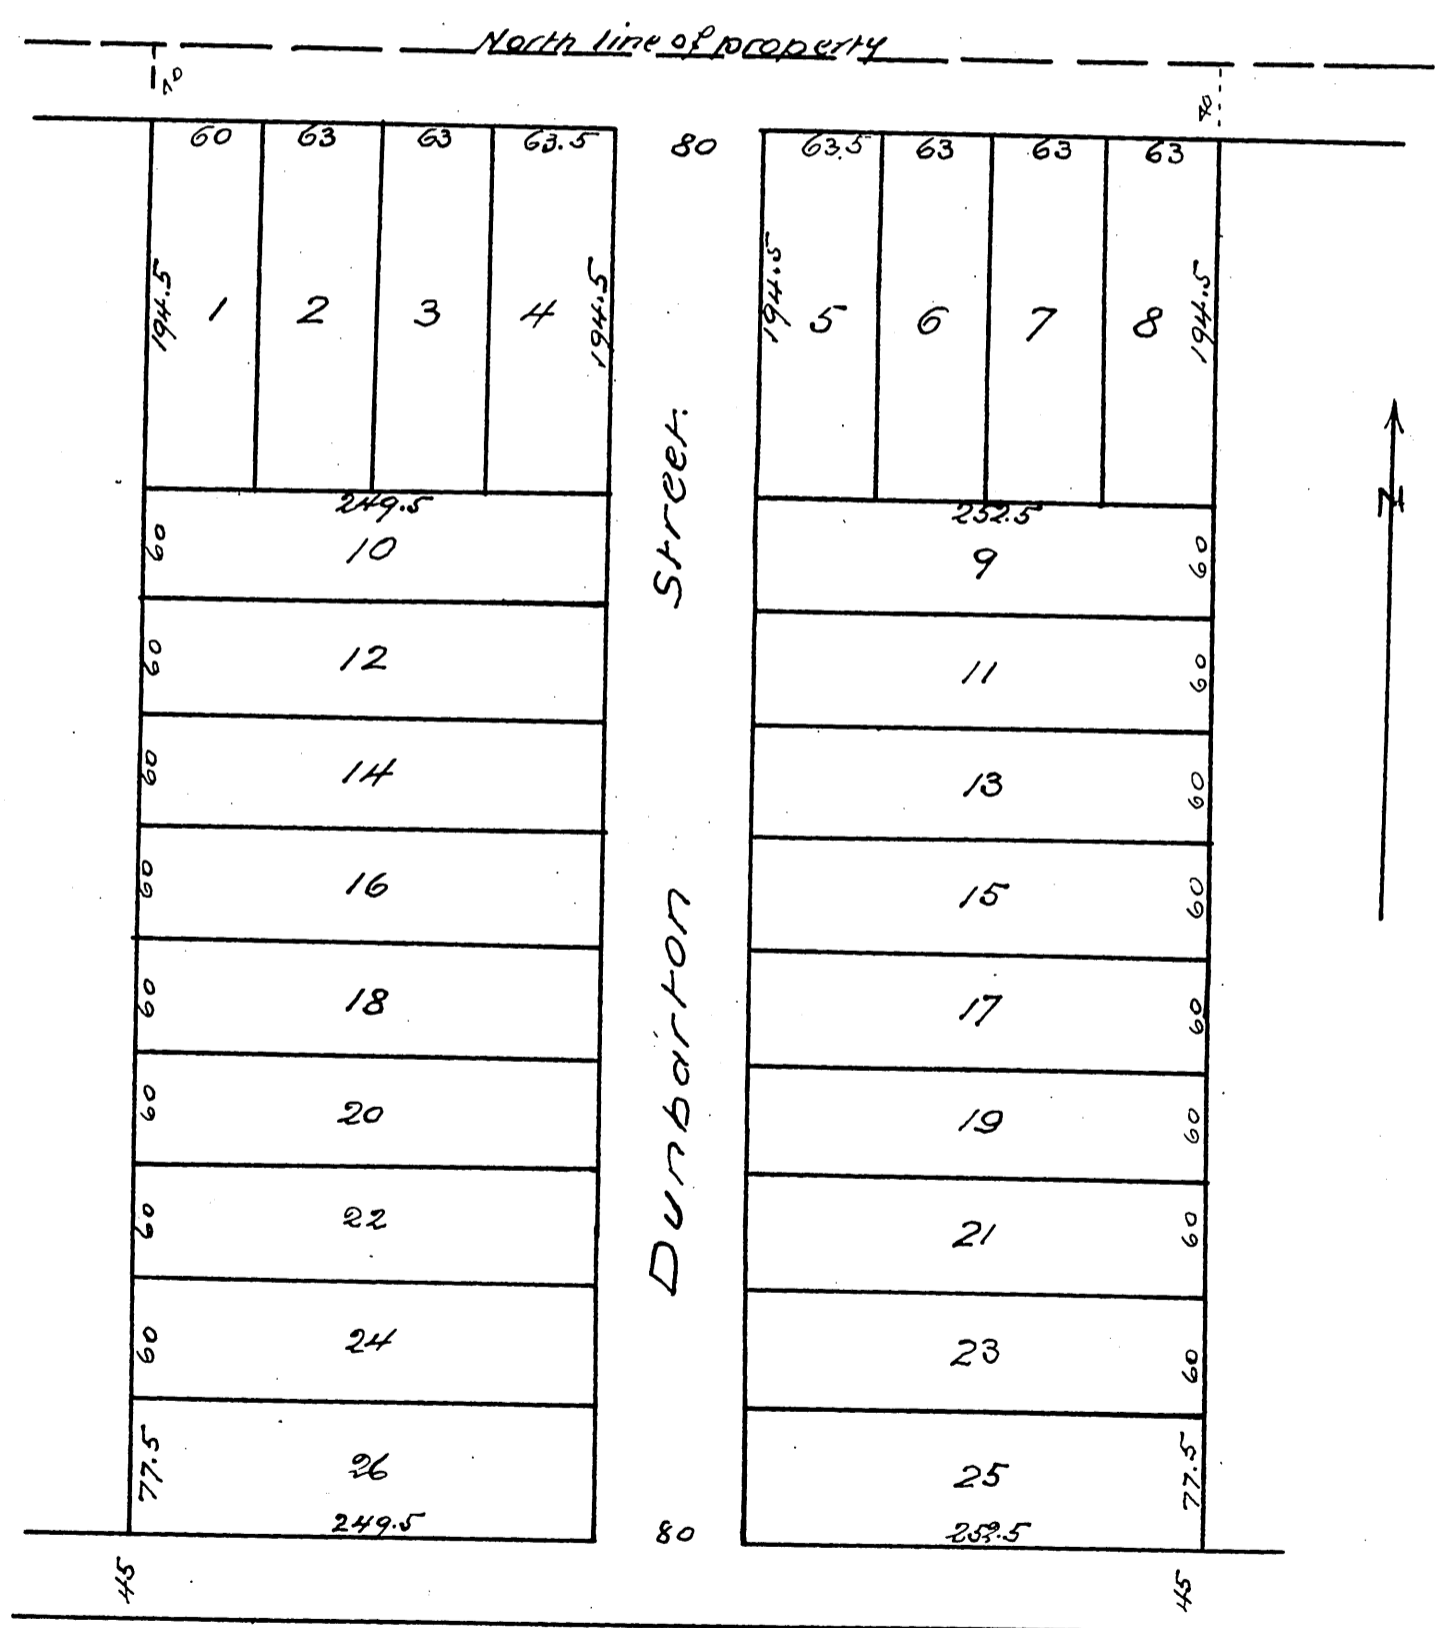 North line of property
70 70
60 63 63 63.5 80 63.5 63 63 63
194.5 1 2 3 4 194.5 194.5 5 6 7 8 194.5
249.5 252.5
60 10 9 60
60 12 11 60
60 14 13 60
60 16 15 60
60 18 17 60
60 20 19 60
60 22 21 60
60 24 23 60
77.5 26 25 77.5
249.5 80 252.5
45 45
Dunbarton Street.
N